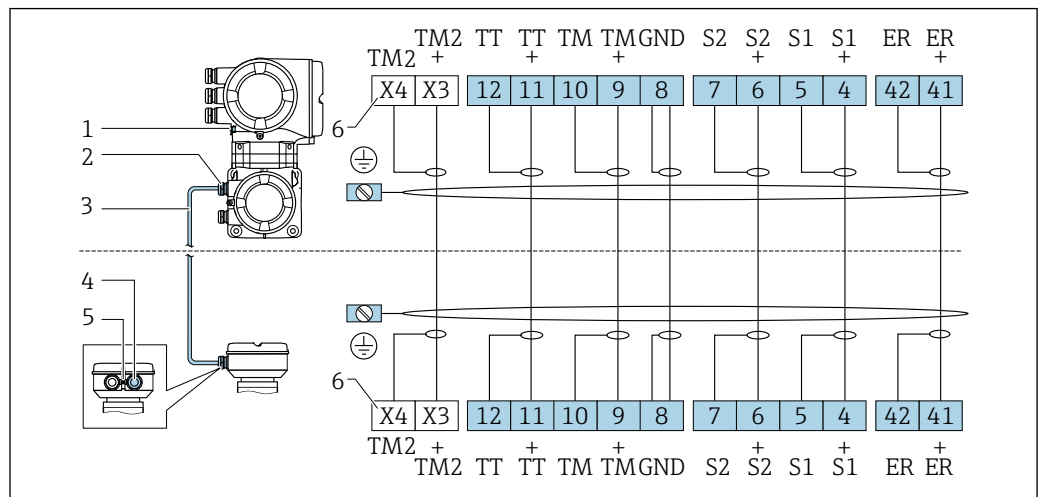 TM2 TT TT TM TM GND S2 S2 S1 S1 ER ER
+ + + + + +
TM2
X4 X3 12 11 10 9 8 7 6 5 4 42 41
6
1
2
3
4
5
6
X4 X3 12 11 10 9 8 7 6 5 4 42 41
TM2
+ + + + + +
TM2 TT TT TM TM GND S2 S2 S1 S1 ER ER